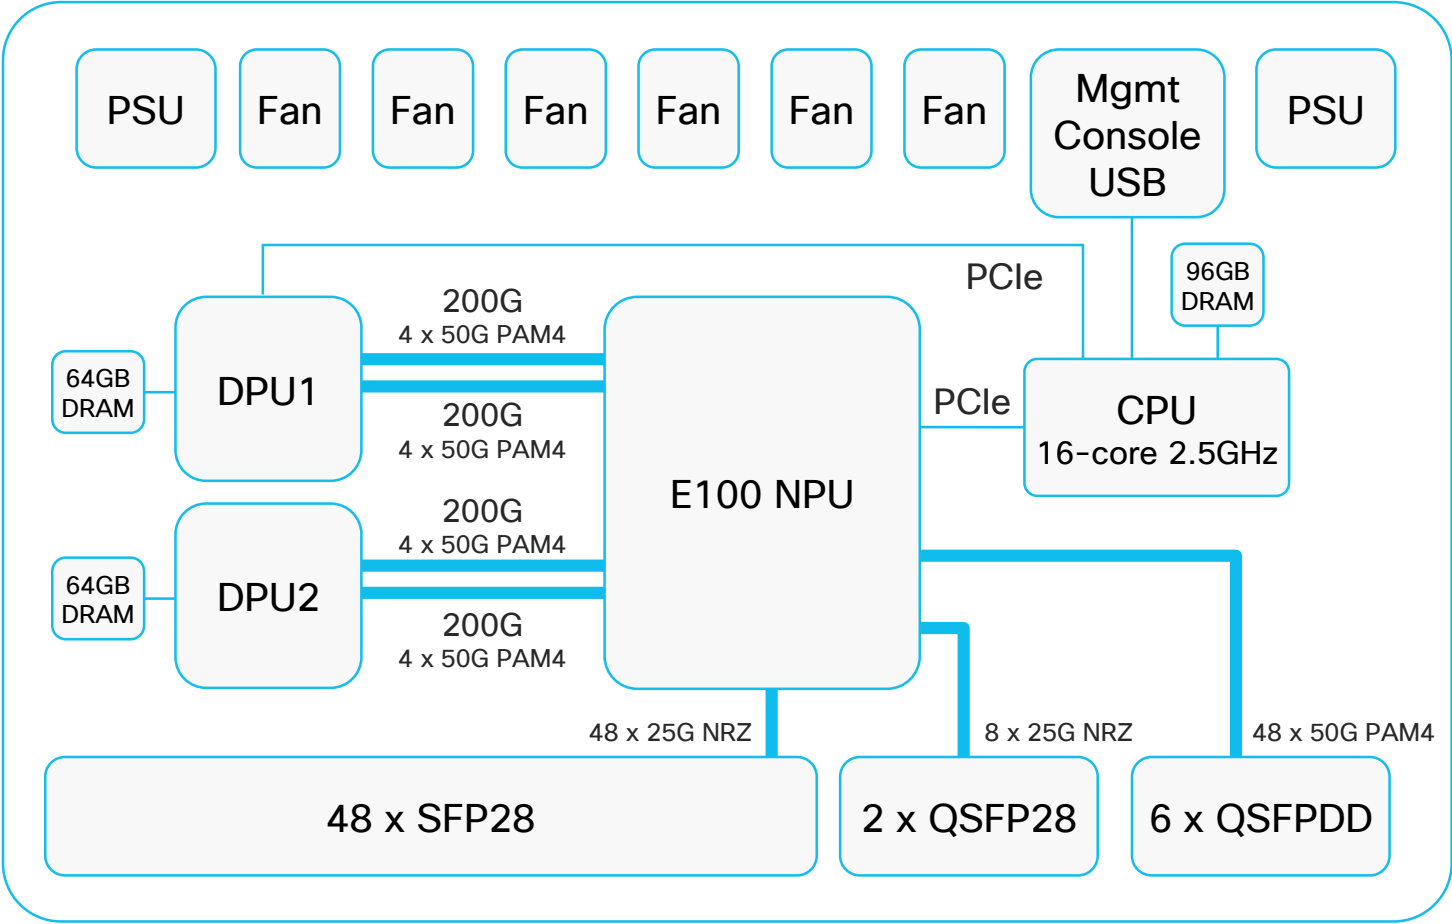 PSU
Fan
Fan
Fan
Fan
Fan
Fan
Mgmt
Console
USB
PSU
PCIe
96GB
DRAM
200G
4 x 50G PAM4
64GB
DRAM
DPU1
200G
4 x 50G PAM4
PCIe
CPU
16-core 2.5GHz
E100 NPU
200G
4 x 50G PAM4
64GB
DRAM
DPU2
200G
4 x 50G PAM4
48 x 25G NRZ
8 x 25G NRZ
48 x 50G PAM4
48 x SFP28
2 x QSFP28
6 x QSFPDD